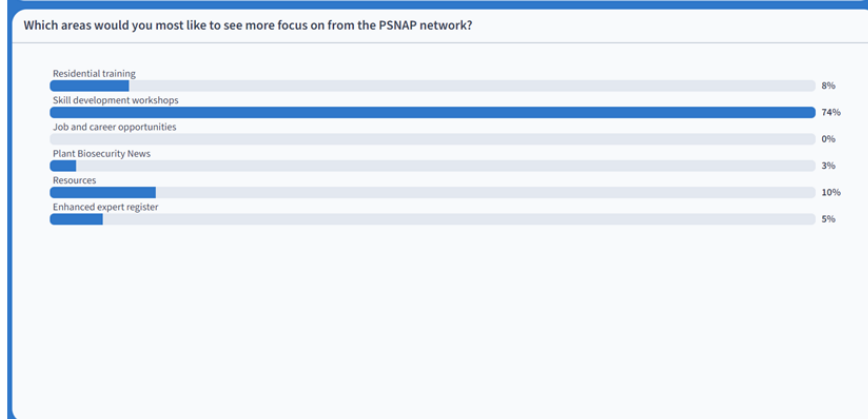 Which areas would you most like to see more focus on from the PSNAP network?
Residential training
8%
Skill development workshops
74%
Job and career opportunities
0%
Plant Biosecurity News
3%
Resources
10%
Enhanced expert register
5%